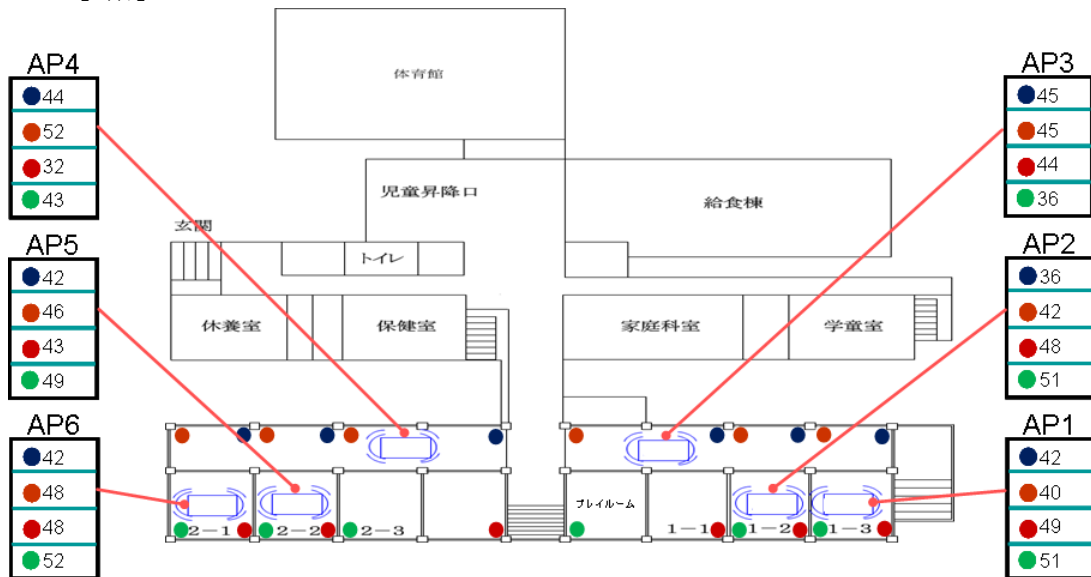 体育館
AP4
44
52
32
43
AP3
45
45
44
36
児童昇降口
給食棟
玄関
トイレ
AP5
42
46
43
49
AP2
36
42
48
51
休養室
保健室
家庭科室
学童室
AP6
42
48
48
52
AP1
42
40
49
51
プレイルーム
2-1
2-2
2-3
1-1
1-2
1-3